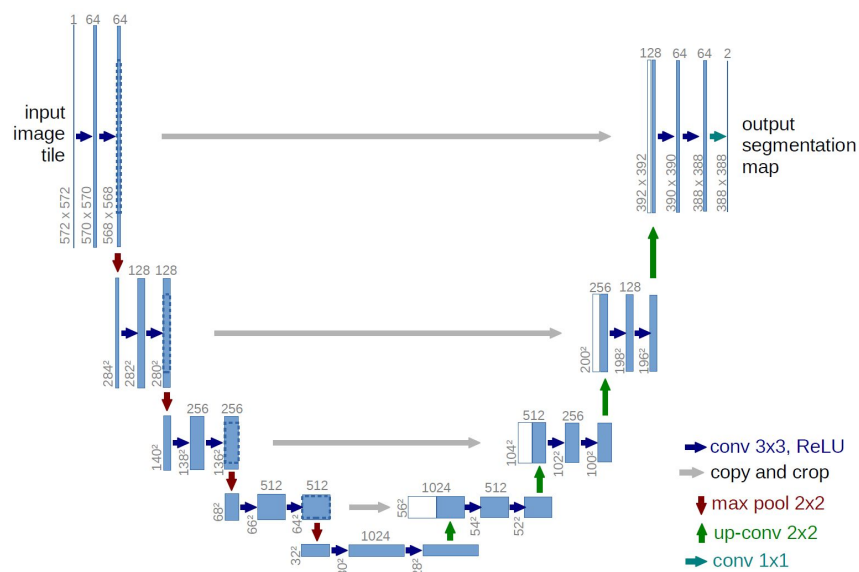 1 64 64
input
image
tile
572 x 572
570 x 570
568 x 568
128 64 64 2
output
segmentation
map
392 x 392
390 x 390
388 x 388
388 x 388
128 128
284²
282²
280²
256 128
200²
198²
196²
256 256
140²
138²
136²
512 256
104²
102²
100²
512 512
68²
66²
64²
1024 512
56²
54²
52²
1024
32²
conv 3x3, ReLU
copy and crop
max pool 2x2
up-conv 2x2
conv 1x1